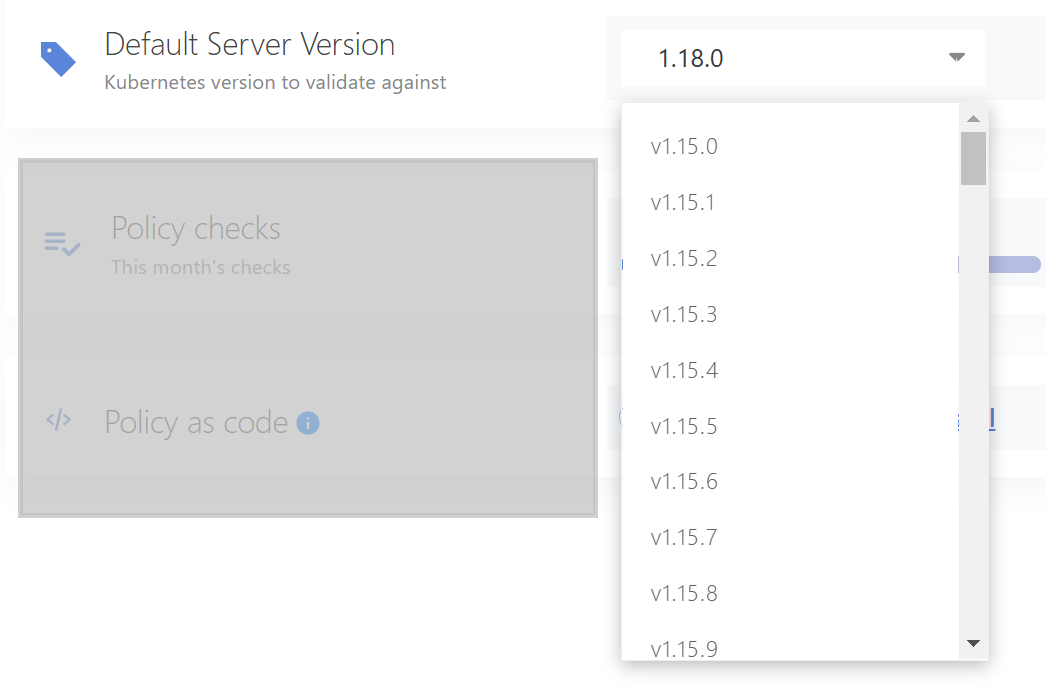 Default Server Version
Kubernetes version to validate against
1.18.0
v1.15.0
v1.15.1
v1.15.2
v1.15.3
v1.15.4
v1.15.5
v1.15.6
v1.15.7
v1.15.8
v1.15.9
Policy checks
This month's checks
Policy as code